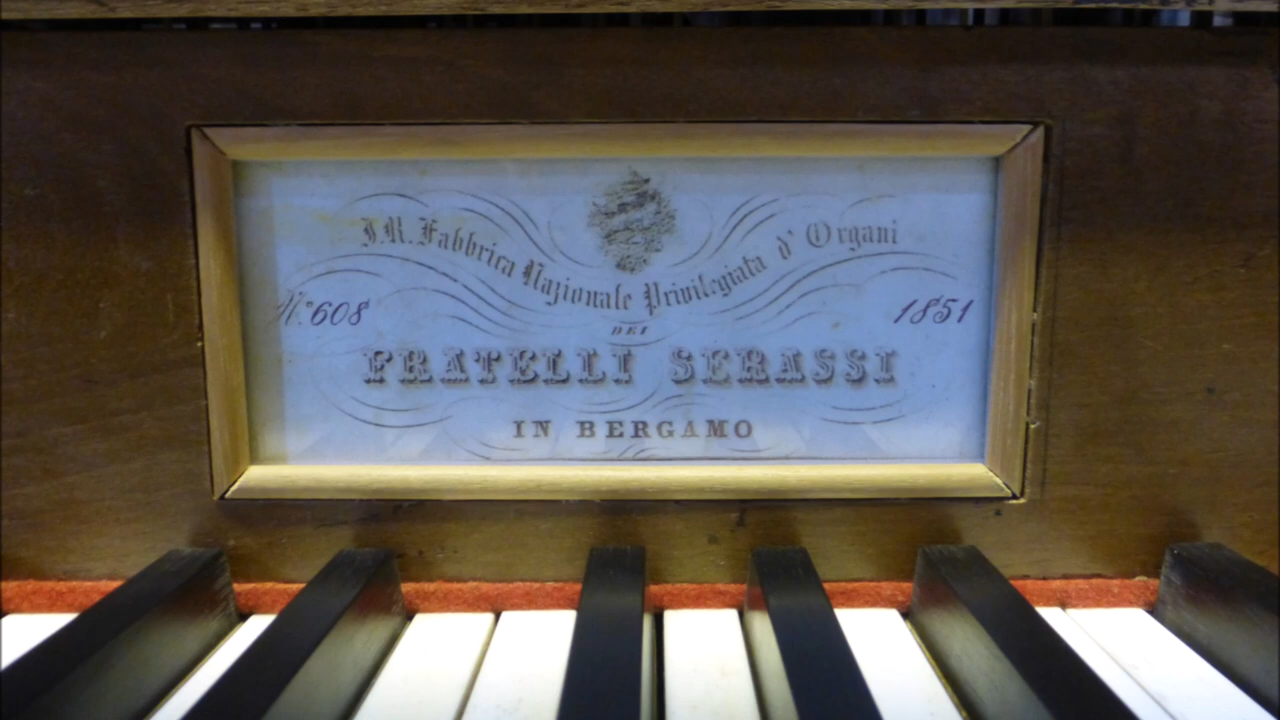 I.R. Fabbrica Nazionale Privilegiata d' Organi
N.° 608 1851
DEI
FRATELLI SERASSI
IN BERGAMO